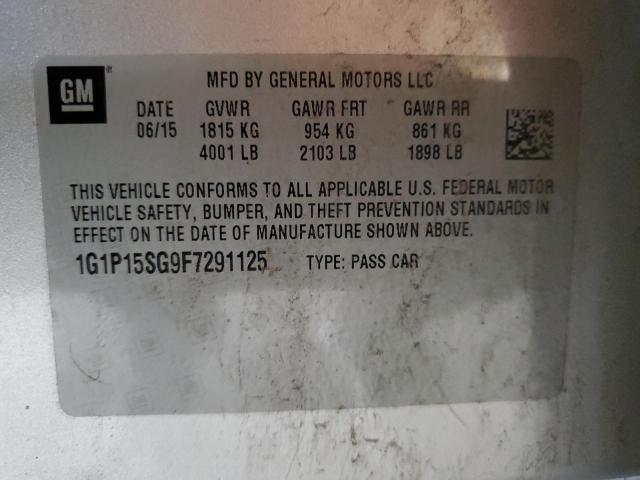 GM
MFD BY GENERAL MOTORS LLC
DATE GVWR GAWR FRT GAWR RR
06/15 1815 KG 954 KG 861 KG
4001 LB 2103 LB 1898 LB
THIS VEHICLE CONFORMS TO ALL APPLICABLE U.S. FEDERAL MOTOR
VEHICLE SAFETY, BUMPER, AND THEFT PREVENTION STANDARDS IN
EFFECT ON THE DATE OF MANUFACTURE SHOWN ABOVE.
1G1P15SG9F7291125 TYPE: PASS CAR